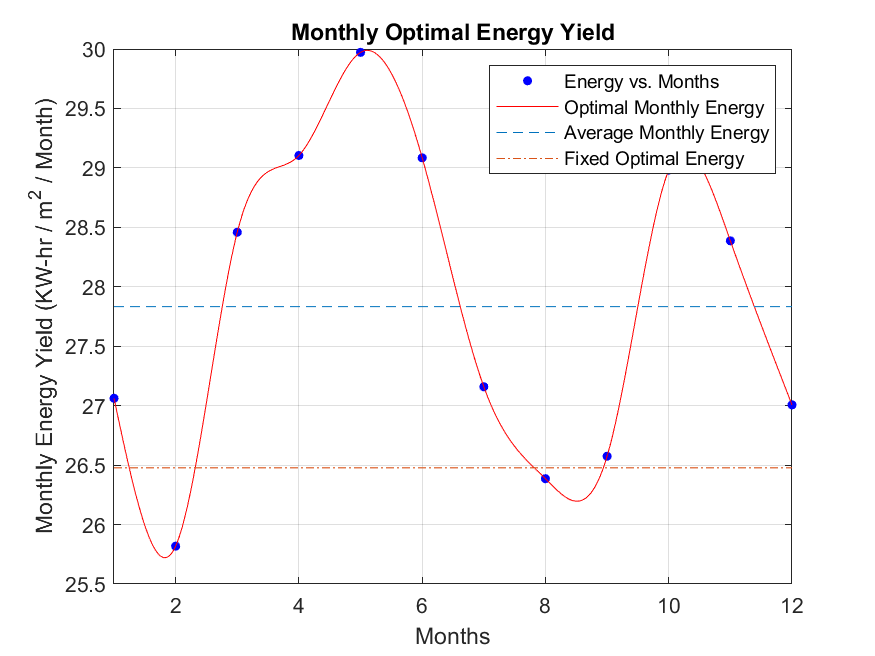 Monthly Optimal Energy Yield
Monthly Energy Yield (KW-hr / m² / Month)
30
29.5
29
28.5
28
27.5
27
26.5
26
25.5
Energy vs. Months
Optimal Monthly Energy
Average Monthly Energy
Fixed Optimal Energy
2 4 6 8 10 12
Months